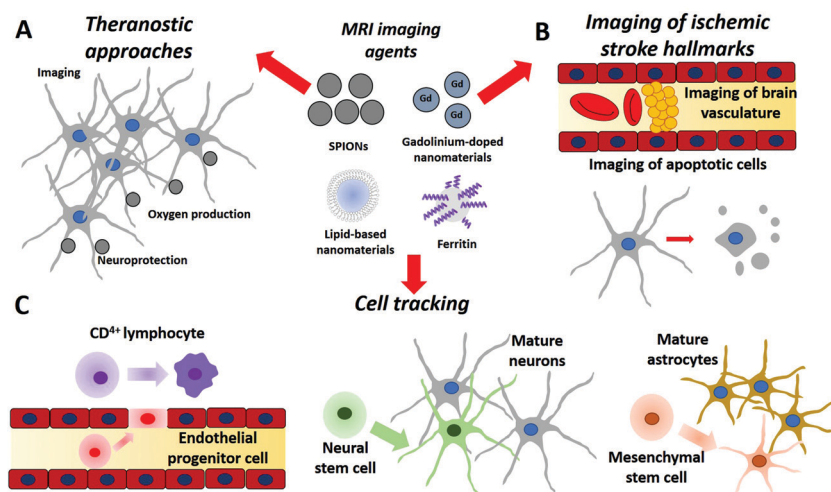 A
Theranostic
approaches
Imaging
Oxygen production
Neuroprotection
MRI imaging
agents
SPIONs
Gd
Gd
Gd
Gadolinium-doped
nanomaterials
Lipid-based
nanomaterials
Ferritin
B
Imaging of ischemic
stroke hallmarks
Imaging of brain
vasculature
Imaging of apoptotic cells
C
Cell tracking
CD⁴⁺ lymphocyte
Endothelial
progenitor cell
Neural
stem cell
Mature
neurons
Mesenchymal
stem cell
Mature
astrocytes